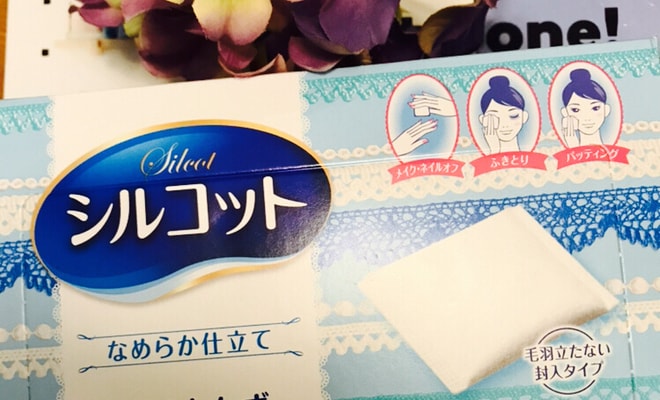 one!
Silcot
シルコット
メイク・ネイルオフ
ふきとり
パッティング
なめらか仕立て
毛羽立たない
封入タイプ